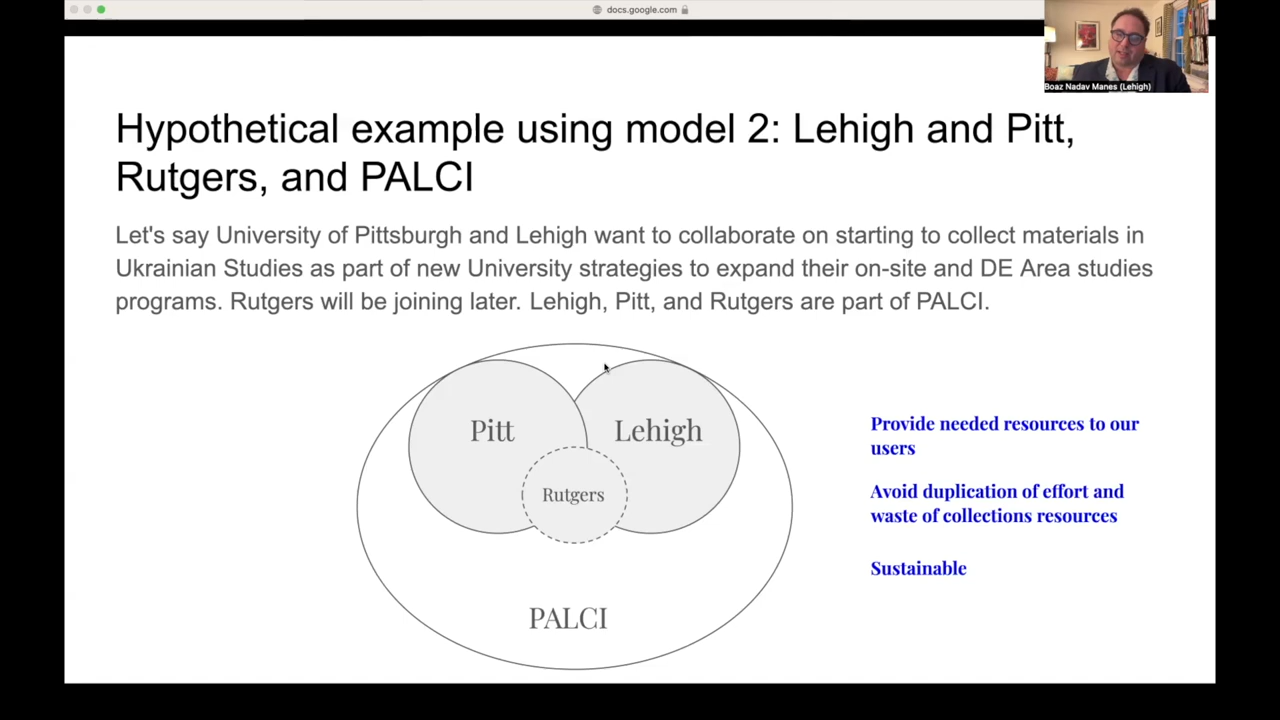 docs.google.com
Boaz Nadav Manes (Lehigh)
Hypothetical example using model 2: Lehigh and Pitt,
Rutgers, and PALCI
Let's say University of Pittsburgh and Lehigh want to collaborate on starting to collect materials in
Ukrainian Studies as part of new University strategies to expand their on-site and DE Area studies
programs. Rutgers will be joining later. Lehigh, Pitt, and Rutgers are part of PALCI.
Pitt
Lehigh
Rutgers
PALCI
Provide needed resources to our
users
Avoid duplication of effort and
waste of collections resources
Sustainable